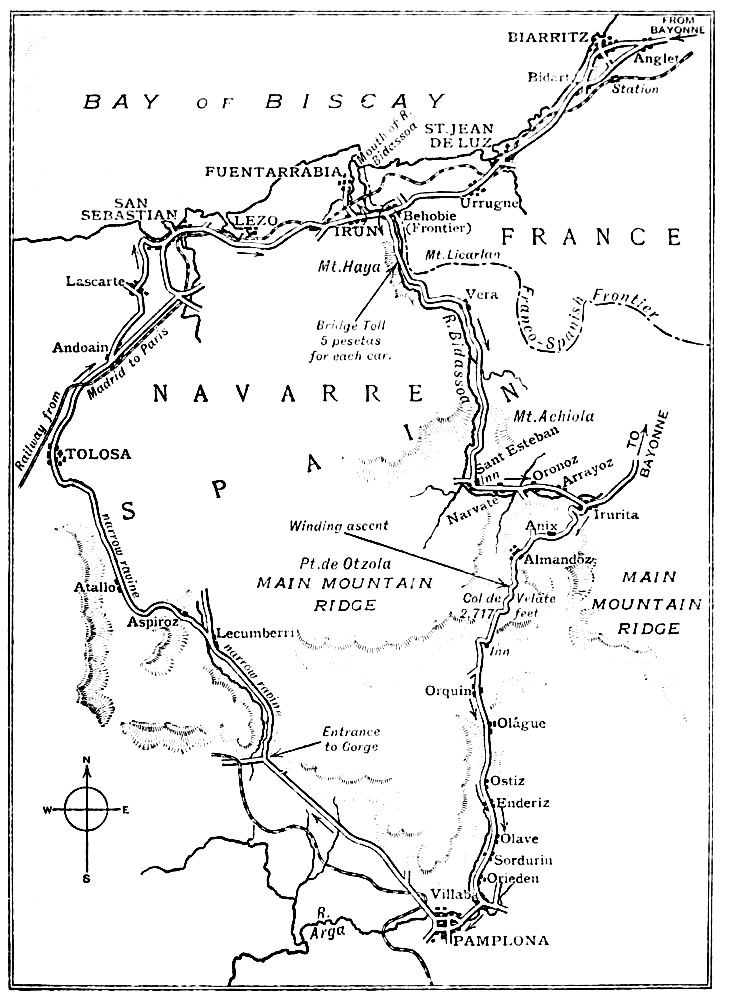 FROM
BAYONNE
BIARRITZ
Anglet
Bidart
Station
BAY OF BISCAY
Mouth of R.
Bidassoa
ST. JEAN
DE LUZ
FUENTARRABIA
SAN
SEBASTIAN
LEZO
IRUN
Urrugne
Behobie
(Frontier)
FRANCE
Mt. Licarlan
Mt. Haya
Lascarte
Vera
Franco-Spanish Frontier
Bridge Toll
5 pesetas
for each car.
R. Bidassoa
Andoain
Madrid to Paris
Railway from
NAVARRE
SPAIN
Mt. Achiola
TOLOSA
TO
BAYONNE
Sant Esteban
Inn
Oronoz
Arrayoz
Narvate
Irurita
narrow ravine
Winding ascent
Anix
Almandoz
Pt. de Otzola
MAIN MOUNTAIN
RIDGE
MAIN
MOUNTAIN
RIDGE
Atallo
Col de Velate
2,717 feet
Aspiroz
Lecumberri
narrow ravine
Inn
Orquin
Olágue
Entrance
to Gorge
N
W
E
S
Ostiz
Enderiz
Olave
Sordurin
Orieden
Villaba
R.
Arga
PAMPLONA